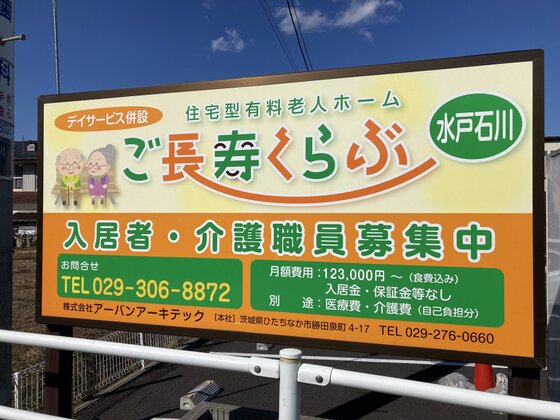 デイサービス併設
住宅型有料老人ホーム
ご長寿くらぶ
水戸石川
入居者・介護職員募集中
お問合せ
TEL 029-306-8872
月額費用：123,000円～（食費込み）
入居金・保証金等なし
別　途：医療費・介護費（自己負担分）
株式会社アーバンアーキテック ［本社］茨城県ひたちなか市勝田泉町 4-17 TEL 029-276-0660